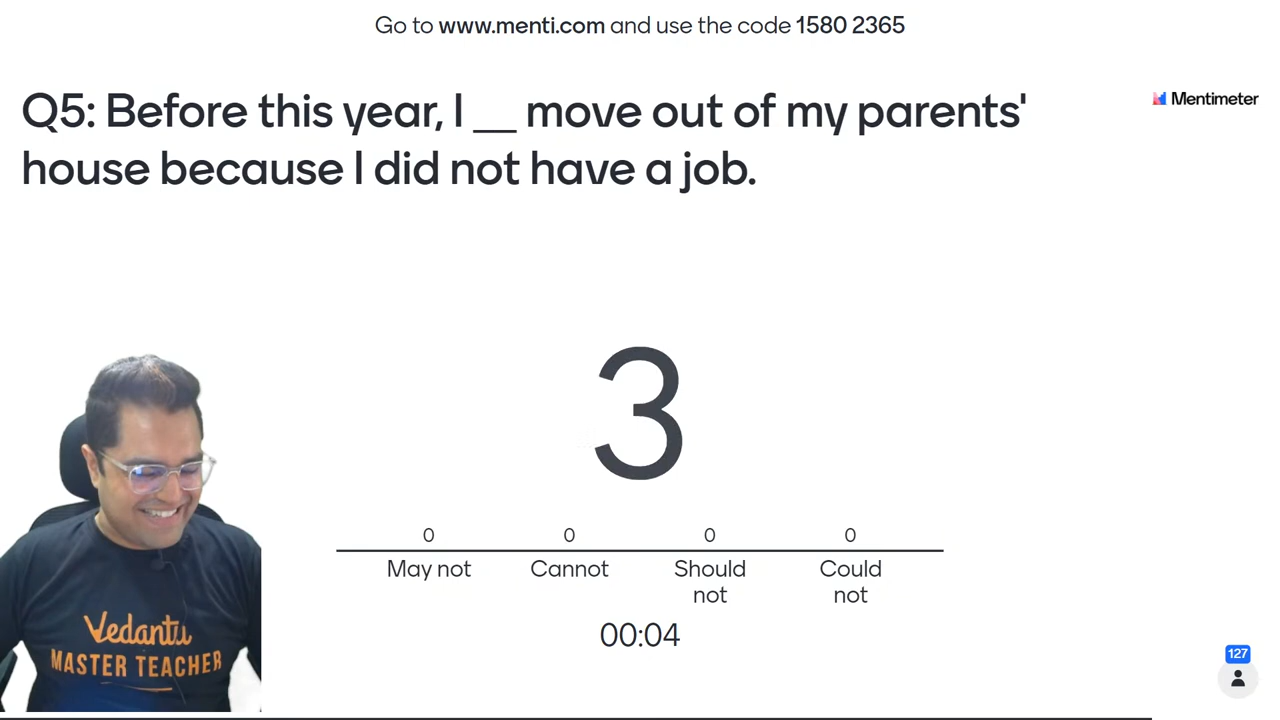 Go to www.menti.com and use the code 1580 2365
Q5: Before this year, I __ move out of my parents'
house because I did not have a job.
Mentimeter
3
0 0 0 0
May not Cannot Should not Could not
00:04
Vedantu
MASTER TEACHER
127